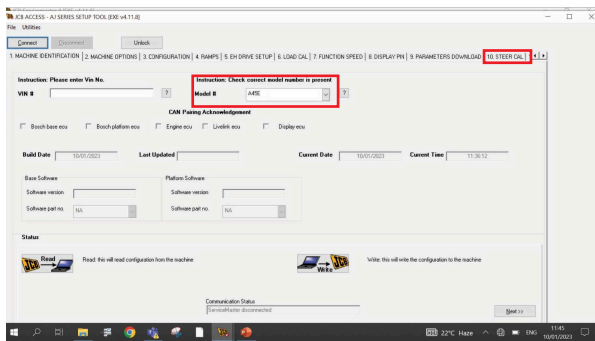 JCB ACCESS - AJ SERIES SETUP TOOL [EXE v4.11.8]
File Utilities
Connect Disconnect Unlock
1. MACHINE IDENTIFICATION 2. MACHINE OPTIONS 3. CONFIGURATION 4. RAMPS 5. EH DRIVE SETUP 6. LOAD CAL 7. FUNCTION SPEED 8. DISPLAY PIN 9. PARAMETERS DOWNLOAD 10. STEER CAL
Instruction: Please enter Vin No. Instruction: Check correct model number is present
VIN # ? Model # A45E ?
CAN Pairing Acknowledgement
Bosch base ecu Bosch platform ecu Engine ecu Livelink ecu Display ecu
Build Date 10/01/2023 Last Updated Current Date 10/01/2023 Current Time 11:36:12
Base Software Platform Software
Software version Software version
Software part no. NA Software part no. NA
Status
Read Read: this will read configuration from the machine Write Write: this will write the configuration to the machine
Communication Status
ServiceMaster disconnected Next >>
22°C Haze ENG 11:45
10/01/2023